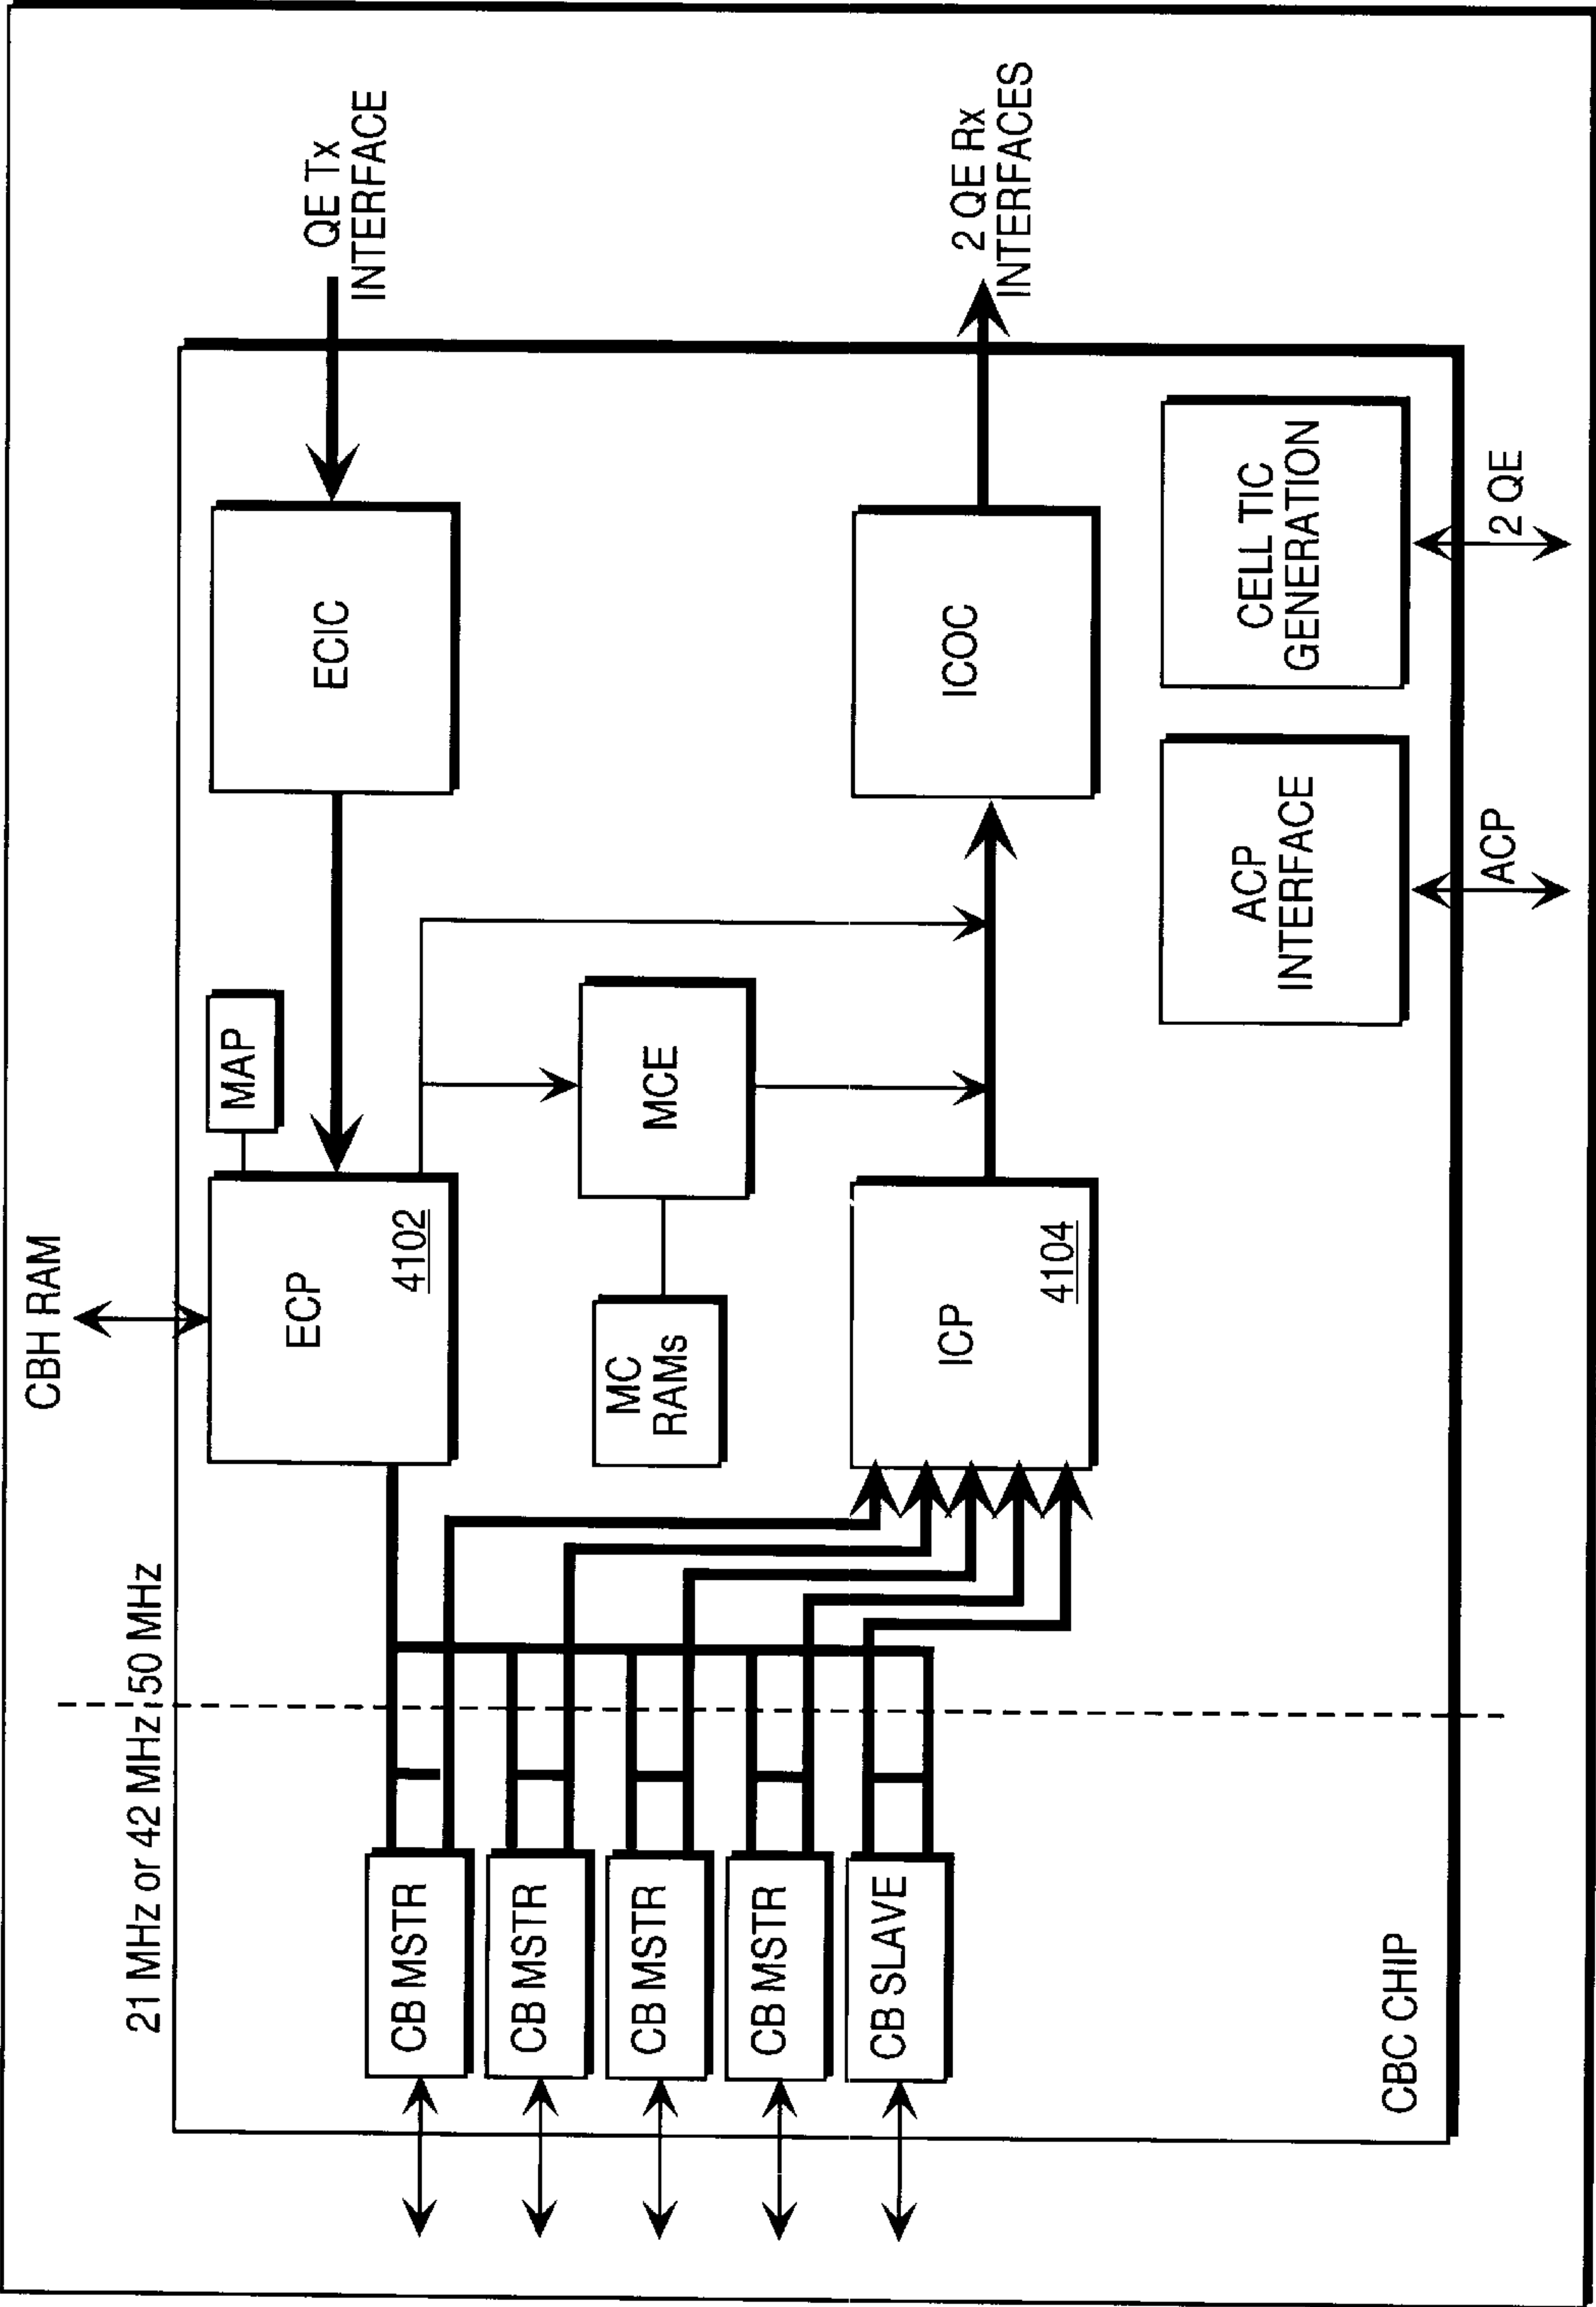 CBH RAM
QE Tx
INTERFACE
21 MHz or 42 MHz
50 MHz
ECP
4102
MAP
ECIC
CB MSTR
CB MSTR
CB MSTR
CB MSTR
CB SLAVE
MC
RAMs
MCE
ICP
4104
ICOC
2 QE Rx
INTERFACES
ACP
INTERFACE
CELL TIC
GENERATION
CBC CHIP
ACP
2 QE